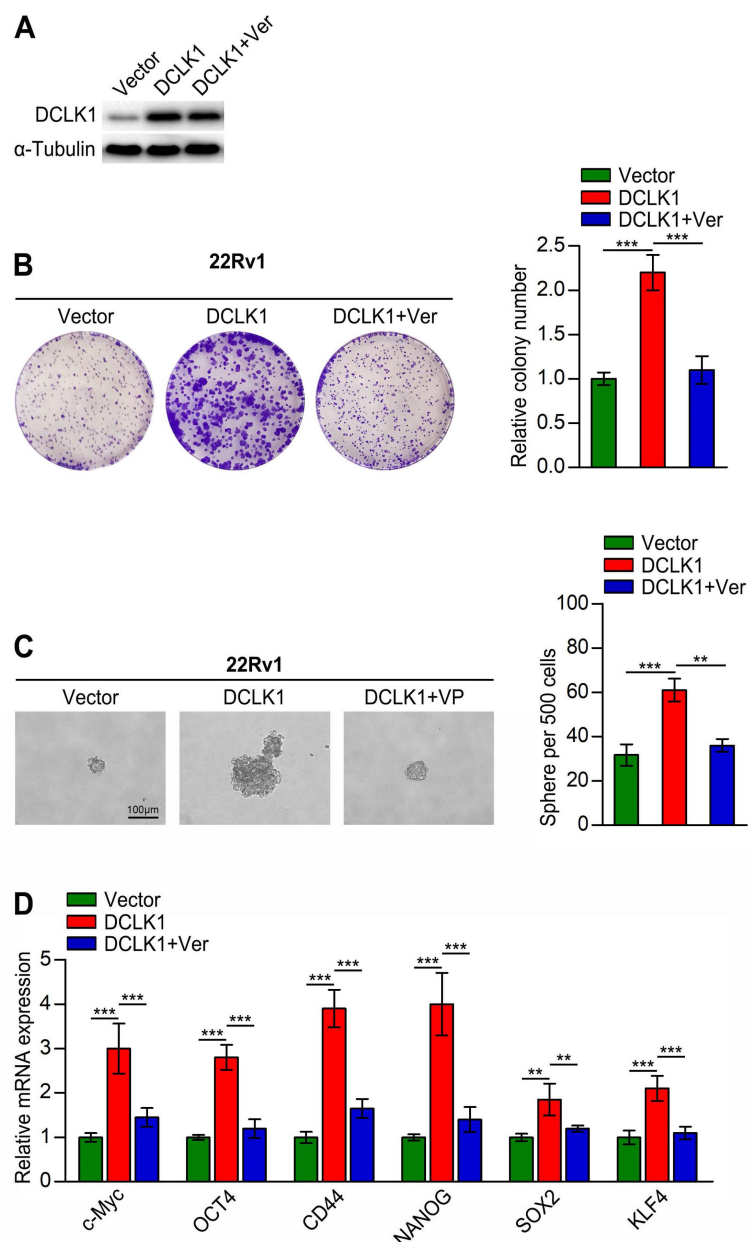 A
Vector
DCLK1
DCLK1+Ver
DCLK1
α-Tubulin
B
22Rv1
Vector
DCLK1
DCLK1+Ver
Vector
DCLK1
DCLK1+Ver
Relative colony number
2.5
2.0
1.5
1.0
0.5
0.0
*** ***
C
22Rv1
Vector
DCLK1
DCLK1+VP
100μm
Vector
DCLK1
DCLK1+Ver
Sphere per 500 cells
100
80
60
40
20
0
*** **
D
Vector
DCLK1
DCLK1+Ver
Relative mRNA expression
5
4
3
2
1
0
*** ***
*** ***
*** ***
*** ***
** **
*** ***
c-Myc
OCT4
CD44
NANOG
SOX2
KLF4